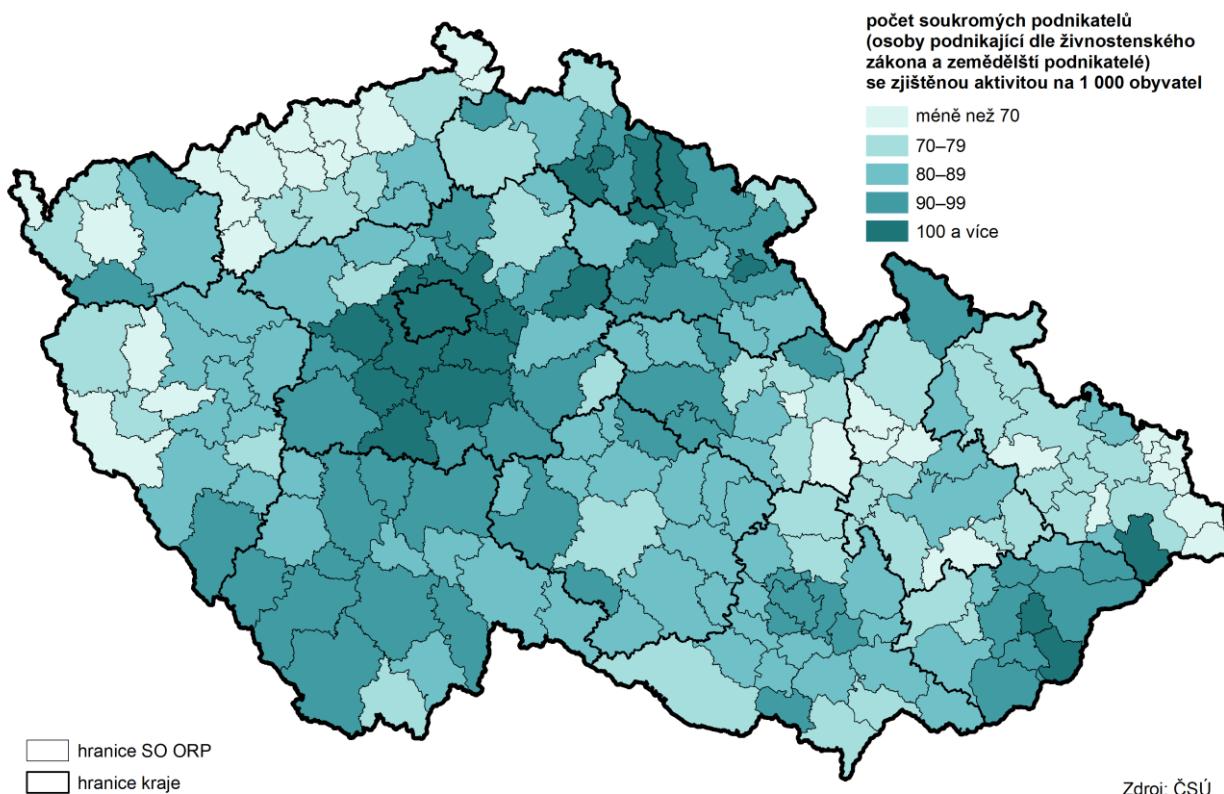 počet soukromých podnikatelů
(osoby podnikající dle živnostenského
zákona a zemědělští podnikatelé)
se zjištěnou aktivitou na 1 000 obyvatel
méně než 70
70–79
80–89
90–99
100 a více
hranice SO ORP
hranice kraje
Zdroj: ČSÚ